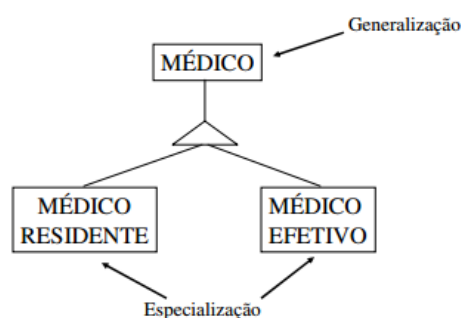 Generalização
MÉDICO
MÉDICO
RESIDENTE
MÉDICO
EFETIVO
Especialização